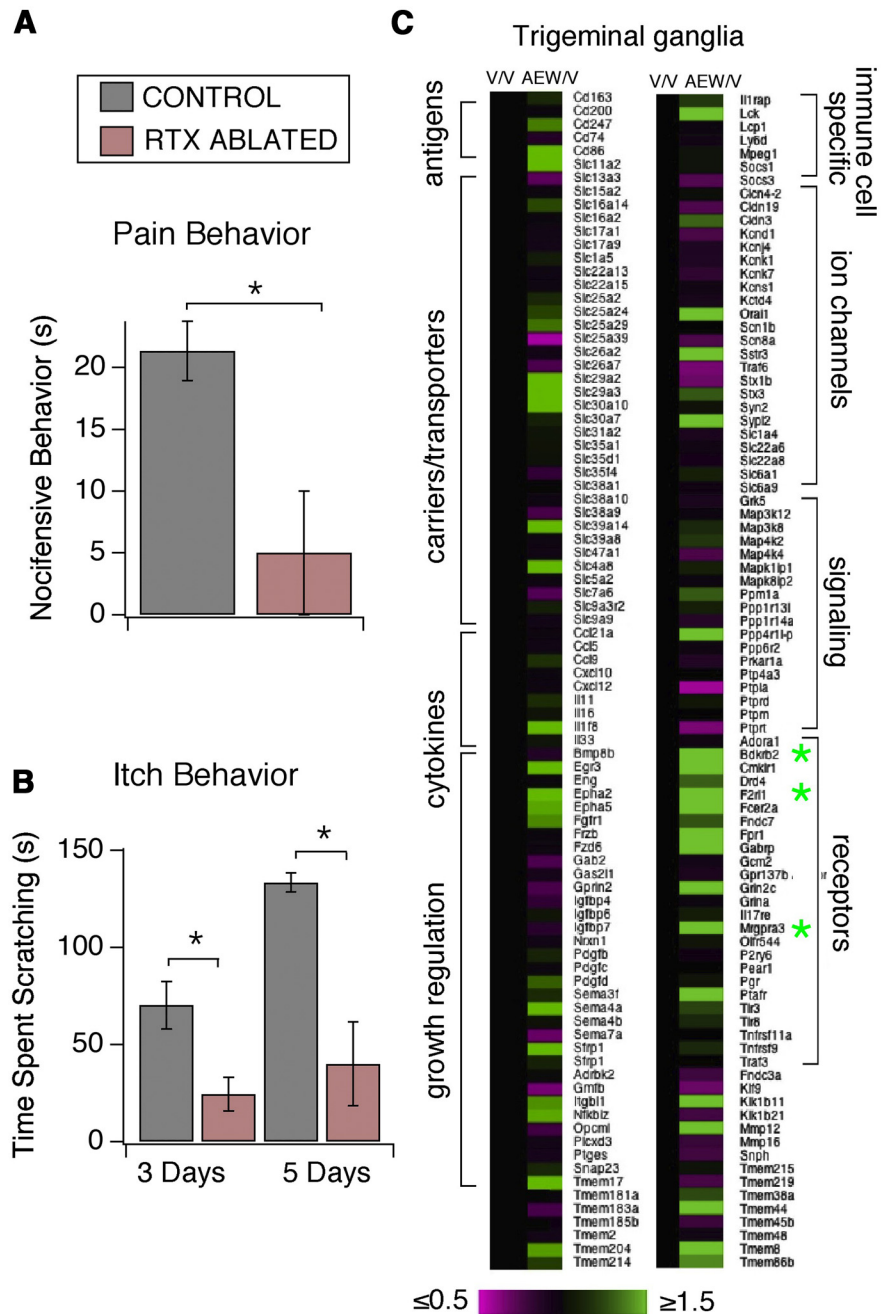 A
CONTROL
RTX ABLATED
Pain Behavior
*
Nocifensive Behavior (s)
20
15
10
5
0
B
Itch Behavior
*
*
Time Spent Scratching (s)
150
100
50
0
3 Days
5 Days
C
Trigeminal ganglia
V/V AEW/V
antigens
carriers/transporters
cytokines
growth regulation
Cd163
Cd200
Cd247
Cd74
Cd86
Slc11a2
Slc13a3
Slc15a2
Slc16a14
Slc16a2
Slc17a1
Slc17a9
Slc1a5
Slc22a13
Slc22a15
Slc25a2
Slc25a24
Slc25a29
Slc25a39
Slc26a2
Slc26a7
Slc29a2
Slc29a3
Slc30a10
Slc30a7
Slc31a2
Slc35a1
Slc35d1
Slc35f4
Slc38a1
Slc38a10
Slc38a9
Slc39a14
Slc39a8
Slc47a1
Slc4a8
Slc5a2
Slc7a6
Slc9a3r2
Slc9a9
Ccl21a
Ccl5
Ccl9
Cxcl10
Cxcl12
Il11
Il16
Il1f8
Il33
Bmp8b
Egr3
Eng
Epha2
Epha5
Fgfr1
Frzb
Fzd6
Gab2
Gas2l1
Gprin2
Igfbp4
Igfbp6
Igfbp7
Nrxn1
Pdgfb
Pdgfc
Pdgfd
Sema3f
Sema4a
Sema4b
Sema7a
Sfrp1
Sfrp1
Adrbk2
Gmfb
Itgbl1
Nfkbiz
Opcml
Plcxd3
Ptges
Snap23
Tmem17
Tmem181a
Tmem183a
Tmem185b
Tmem2
Tmem204
Tmem214
V/V AEW/V
Il1rap
Lck
Lcp1
Ly6d
Mpeg1
Socs1
Socs3
Clcn4-2
Cldn19
Cldn3
Kcnd1
Kcnj4
Kcnk1
Kcnk7
Kcns1
Kctd4
Orai1
Scn1b
Scn8a
Sstr3
Traf6
Stx1b
Stx3
Syn2
Sypl2
Slc1a4
Slc22a6
Slc22a8
Slc6a1
Slc6a9
Grk5
Map3k12
Map3k8
Map4k2
Map4k4
Mapk1ip1
Mapk8ip2
Ppm1a
Ppp1r13l
Ppp1r14a
Ppp4r1l-p
Ppp6r2
Prkar1a
Ptp4a3
Ptpla
Ptprd
Ptprt
Adora1
Bdkrb2 *
Cmklr1
Drd4
F2rl1 *
Fcer2a
Fndc7
Fpr1
Gabrp
Gcm2
Gpr137b
Grin2c
Grina
Il17re
Mrgpra3 *
Olfr544
P2ry6
Pear1
Pgr
Ptafr
Tlr3
Tlr8
Tnfrsf11a
Tnfrsf9
Traf3
Fndc3a
Klf9
Klk1b11
Klk1b21
Mmp12
Mmp16
Snph
Tmem215
Tmem219
Tmem38a
Tmem44
Tmem45b
Tmem48
Tmem8
Tmem86b
immune cell
specific
ion channels
signaling
receptors
≤0.5
≥1.5